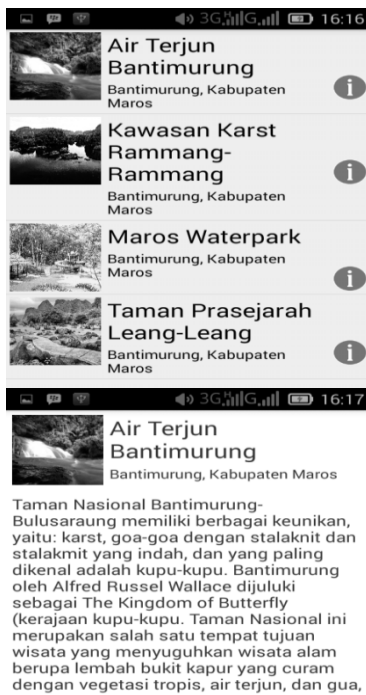 3G H G 16:16
Air Terjun
Bantimurung
Bantimurung, Kabupaten
Maros
i
Kawasan Karst
Rammang-
Rammang
Bantimurung, Kabupaten
Maros
i
Maros Waterpark
Bantimurung, Kabupaten
Maros
i
Taman Prasejarah
Leang-Leang
Bantimurung, Kabupaten
Maros
i
3G H G 16:17
Air Terjun
Bantimurung
Bantimurung, Kabupaten Maros
Taman Nasional Bantimurung-
Bulusaraung memiliki berbagai keunikan,
yaitu: karst, goa-goa dengan stalaknit dan
stalakmit yang indah, dan yang paling
dikenal adalah kupu-kupu. Bantimurung
oleh Alfred Russel Wallace dijuluki
sebagai The Kingdom of Butterfly
(kerajaan kupu-kupu. Taman Nasional ini
merupakan salah satu tempat tujuan
wisata yang menyuguhkan wisata alam
berupa lembah bukit kapur yang curam
dengan vegetasi tropis, air terjun, dan gua,